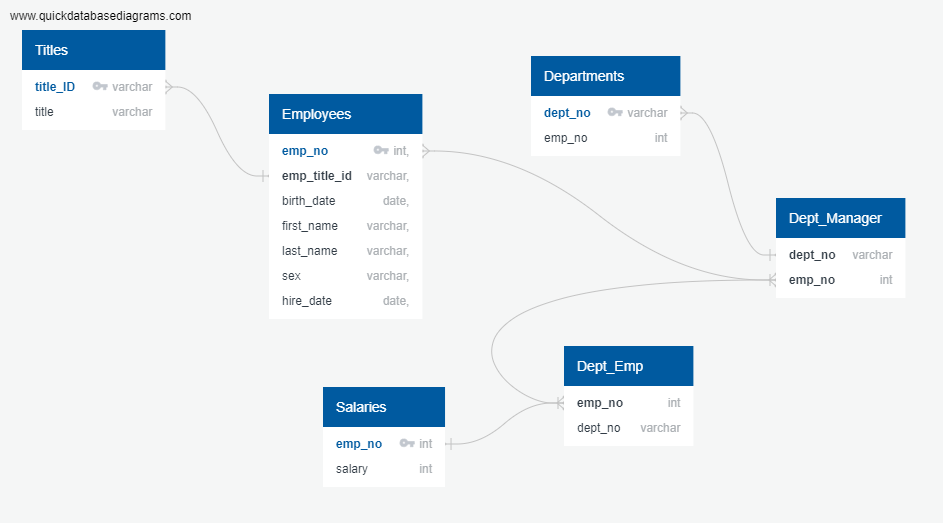 www.quickdatabasediagrams.com
Titles
title_ID varchar
title varchar
Employees
emp_no int,
emp_title_id varchar,
birth_date date,
first_name varchar,
last_name varchar,
sex varchar,
hire_date date,
Departments
dept_no varchar
emp_no int
Dept_Manager
dept_no varchar
emp_no int
Dept_Emp
emp_no int
dept_no varchar
Salaries
emp_no int
salary int